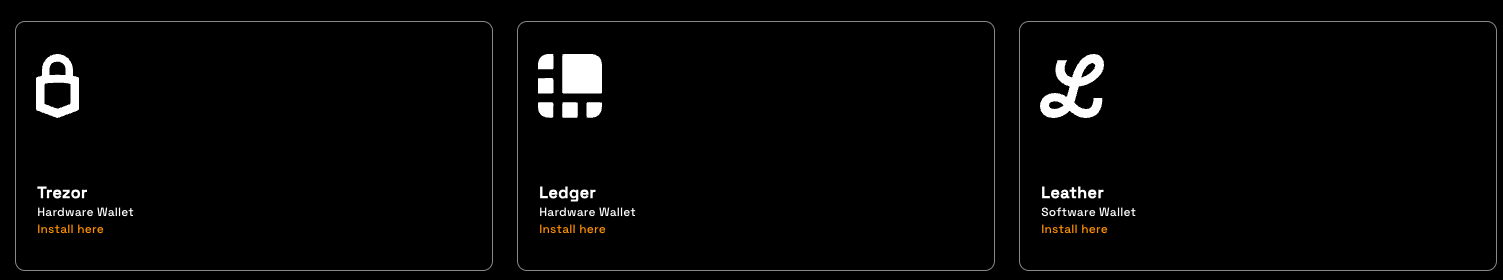 Trezor
Hardware Wallet
Install here
Ledger
Hardware Wallet
Install here
Leather
Software Wallet
Install here